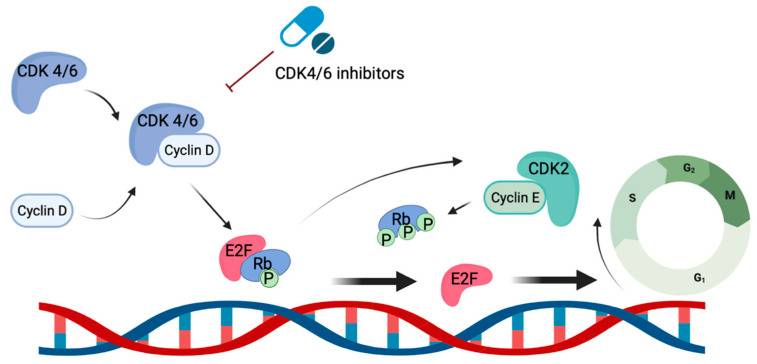 CDK 4/6
CDK4/6 inhibitors
CDK 4/6
Cyclin D
Cyclin D
CDK2
Cyclin E
Rb
P
P
P
E2F
Rb
P
E2F
G₂
S
M
G₁